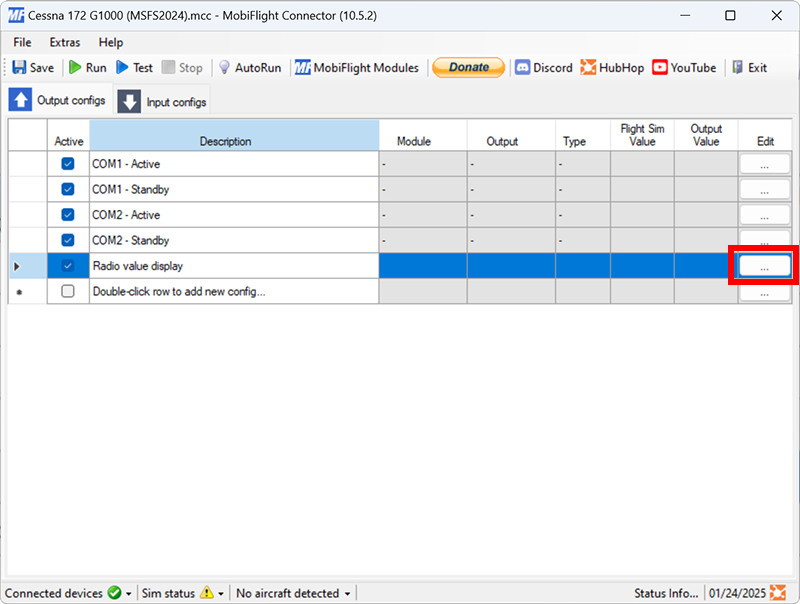 MF Cessna 172 G1000 (MSFS2024).mcc - MobiFlight Connector (10.5.2)
File Extras Help
Save Run Test Stop AutoRun MF MobiFlight Modules Donate Discord HubHop YouTube Exit
Output configs Input configs
Active Description Module Output Type Flight Sim Value Output Value Edit
COM1 - Active - - - ...
COM1 - Standby - - - ...
COM2 - Active - - - ...
COM2 - Standby - - - ...
Radio value display ...
Double-click row to add new config... ...
Connected devices Sim status No aircraft detected Status Info... 01/24/2025